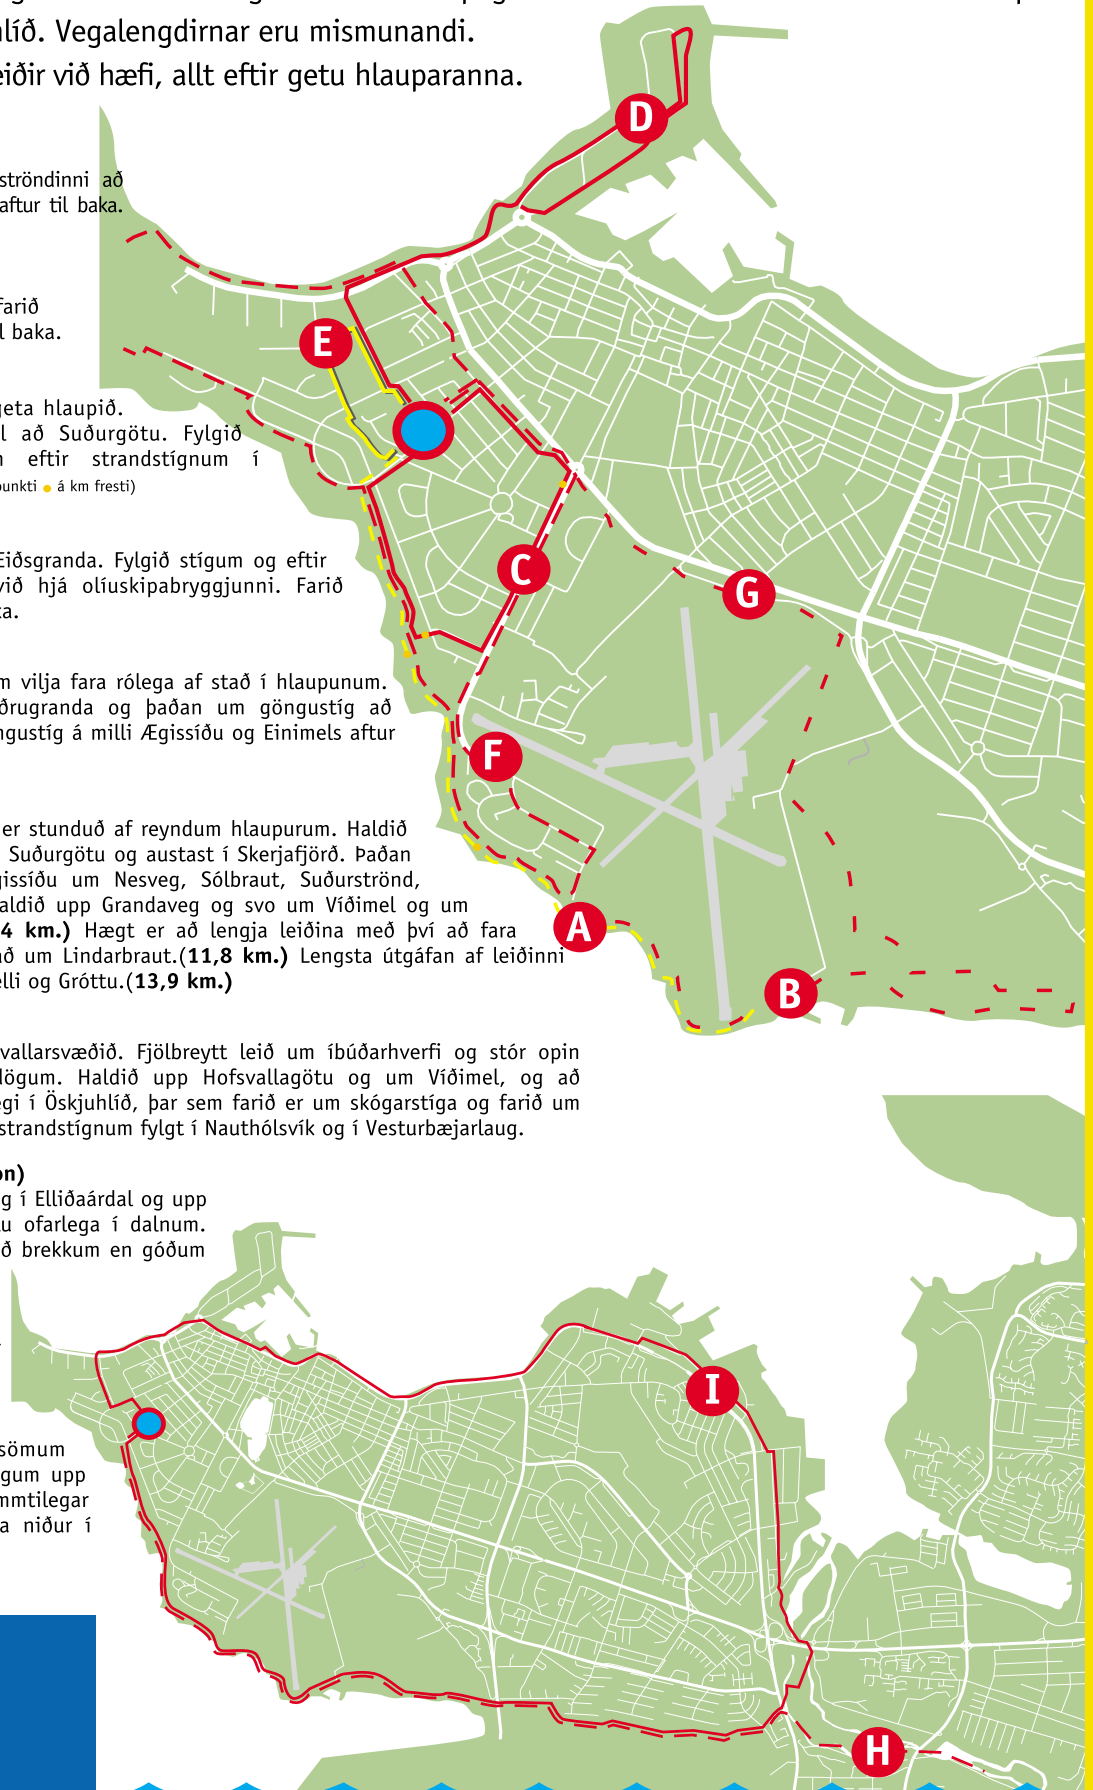 hlíð. Vegalengdirnar eru mismunandi.
eiðir við hæfi, allt eftir getu hlauparanna.
ströndinni að
aftur til baka.
farið
l baka.
geta hlaupið.
l að Suðurgötu. Fylgið
eftir strandstígnum í
punkti á km fresti)
Eiðsgranda. Fylgið stígum og eftir
við hjá olíuskipabryggjunni. Farið
ka.
m vilja fara rólega af stað í hlaupunum.
ðrugranda og þaðan um göngustíg að
ngustíg á milli Ægissíðu og Einimels aftur
er stunduð af reyndum hlaupurum. Haldið
Suðurgötu og austast í Skerjafjörð. Þaðan
gissíðu um Nesveg, Sólbraut, Suðurströnd,
aldið upp Grandaveg og svo um Víðimel og um
4 km.) Hægt er að lengja leiðina með því að fara
að um Lindarbraut.(11,8 km.) Lengsta útgáfan af leiðinni
elli og Gróttu.(13,9 km.)
vallarsvæðið. Fjölbreytt leið um íbúðarhverfi og stór opin
dögum. Haldið upp Hofsvallagötu og um Víðimel, og að
egi í Öskjuhlíð, þar sem farið er um skógarstíga og farið um
strandstígnum fylgt í Nauthólsvík og í Vesturbæjarlaug.
on)
g í Elliðaárdal og upp
lu ofarlega í dalnum.
ð brekkum en góðum
sömum
gum upp
mmtilegar
a niður í
D
E
C
G
F
A
B
I
H